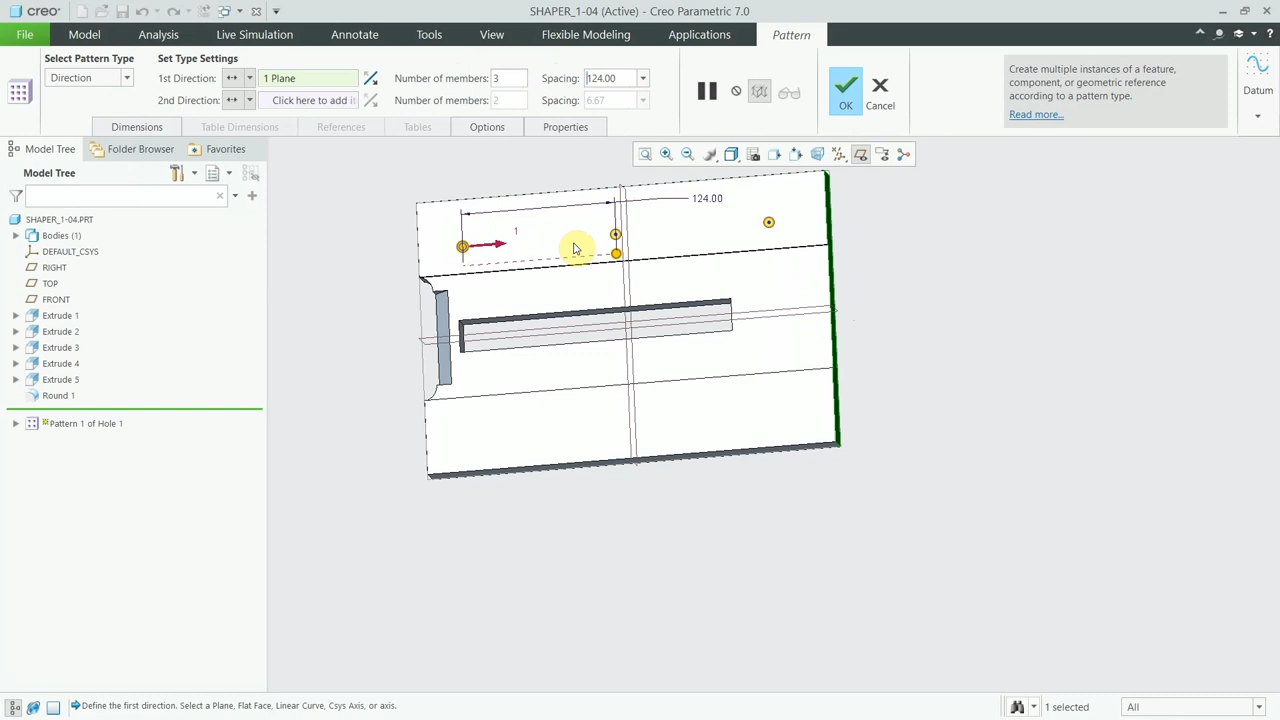 creo SHAPER_1-04 (Active) - Creo Parametric 7.0
File Model Analysis Live Simulation Annotate Tools View Flexible Modeling Applications Pattern
Select Pattern Type Set Type Settings
Direction 1st Direction: 1 Plane Number of members: 3 Spacing: 124.00
2nd Direction: Click here to add it Number of members: 2 Spacing: 6.67
OK Cancel
Create multiple instances of a feature,
component, or geometric reference
according to a pattern type.
Read more...
Datum
Dimensions Table Dimensions References Tables Options Properties
Model Tree Folder Browser Favorites
Model Tree
SHAPER_1-04.PRT
Bodies (1)
DEFAULT_CSYS
RIGHT
TOP
FRONT
Extrude 1
Extrude 2
Extrude 3
Extrude 4
Extrude 5
Round 1
Pattern 1 of Hole 1
124.00
1
Define the first direction. Select a Plane, Flat Face, Linear Curve, Csys Axis, or axis.
1 selected All